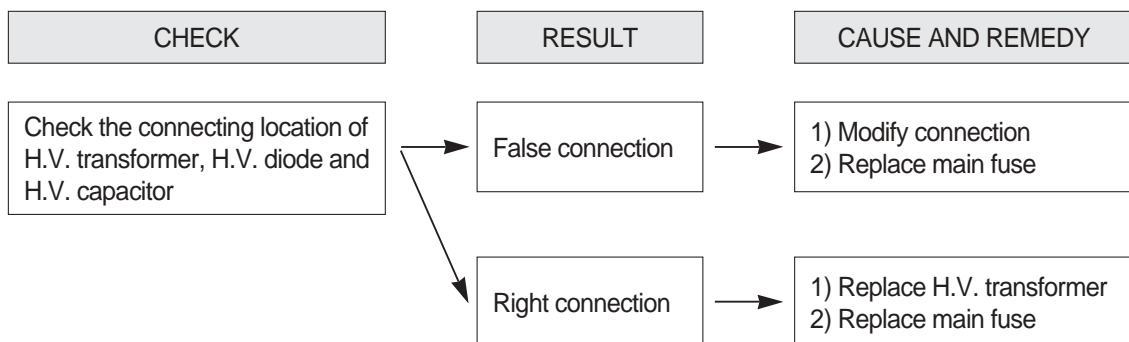 CHECK
RESULT
CAUSE AND REMEDY
Check the connecting location of
H.V. transformer, H.V. diode and
H.V. capacitor
False connection
1) Modify connection
2) Replace main fuse
Right connection
1) Replace H.V. transformer
2) Replace main fuse